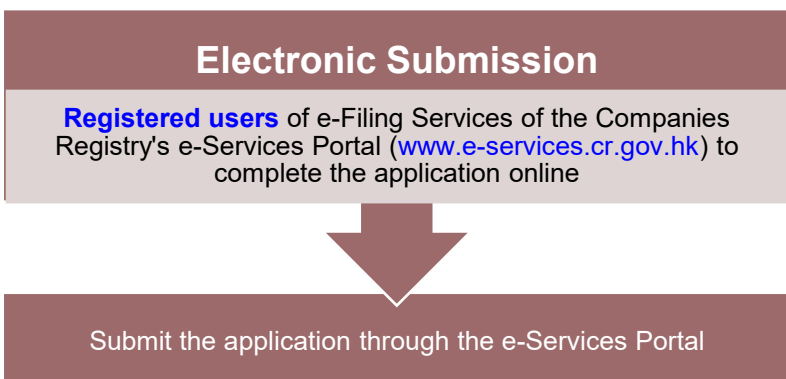 Electronic Submission
Registered users of e-Filing Services of the Companies
Registry's e-Services Portal (www.e-services.cr.gov.hk) to
complete the application online
Submit the application through the e-Services Portal